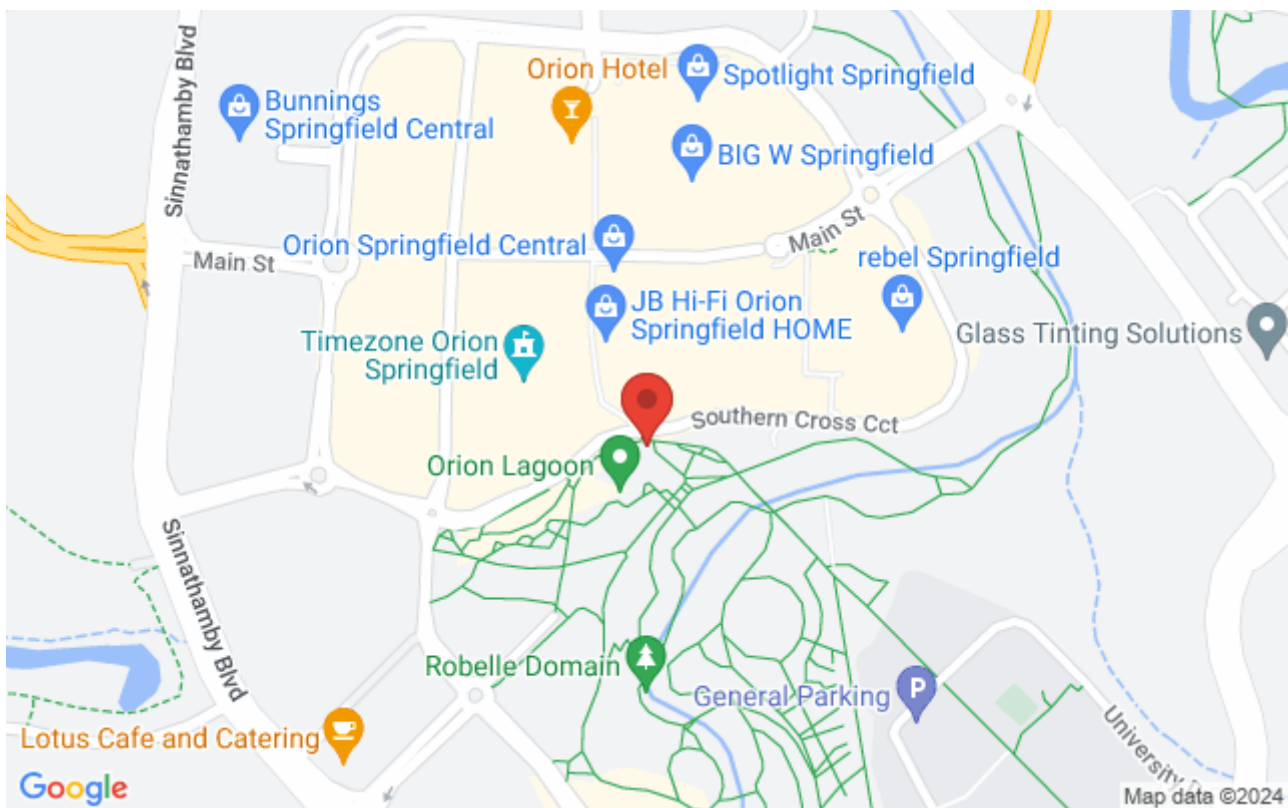 Sinnathamby Blvd
Orion Hotel
Spotlight Springfield
Bunnings
Springfield Central
BIG W Springfield
Main St
Orion Springfield Central
Main St
rebel Springfield
JB Hi-Fi Orion
Springfield HOME
Timezone Orion
Springfield
Glass Tinting Solutions
Southern Cross Cct
Orion Lagoon
Sinnathamby Blvd
Robelle Domain
General Parking
P
University
Lotus Cafe and Catering
Google
Map data ©2024